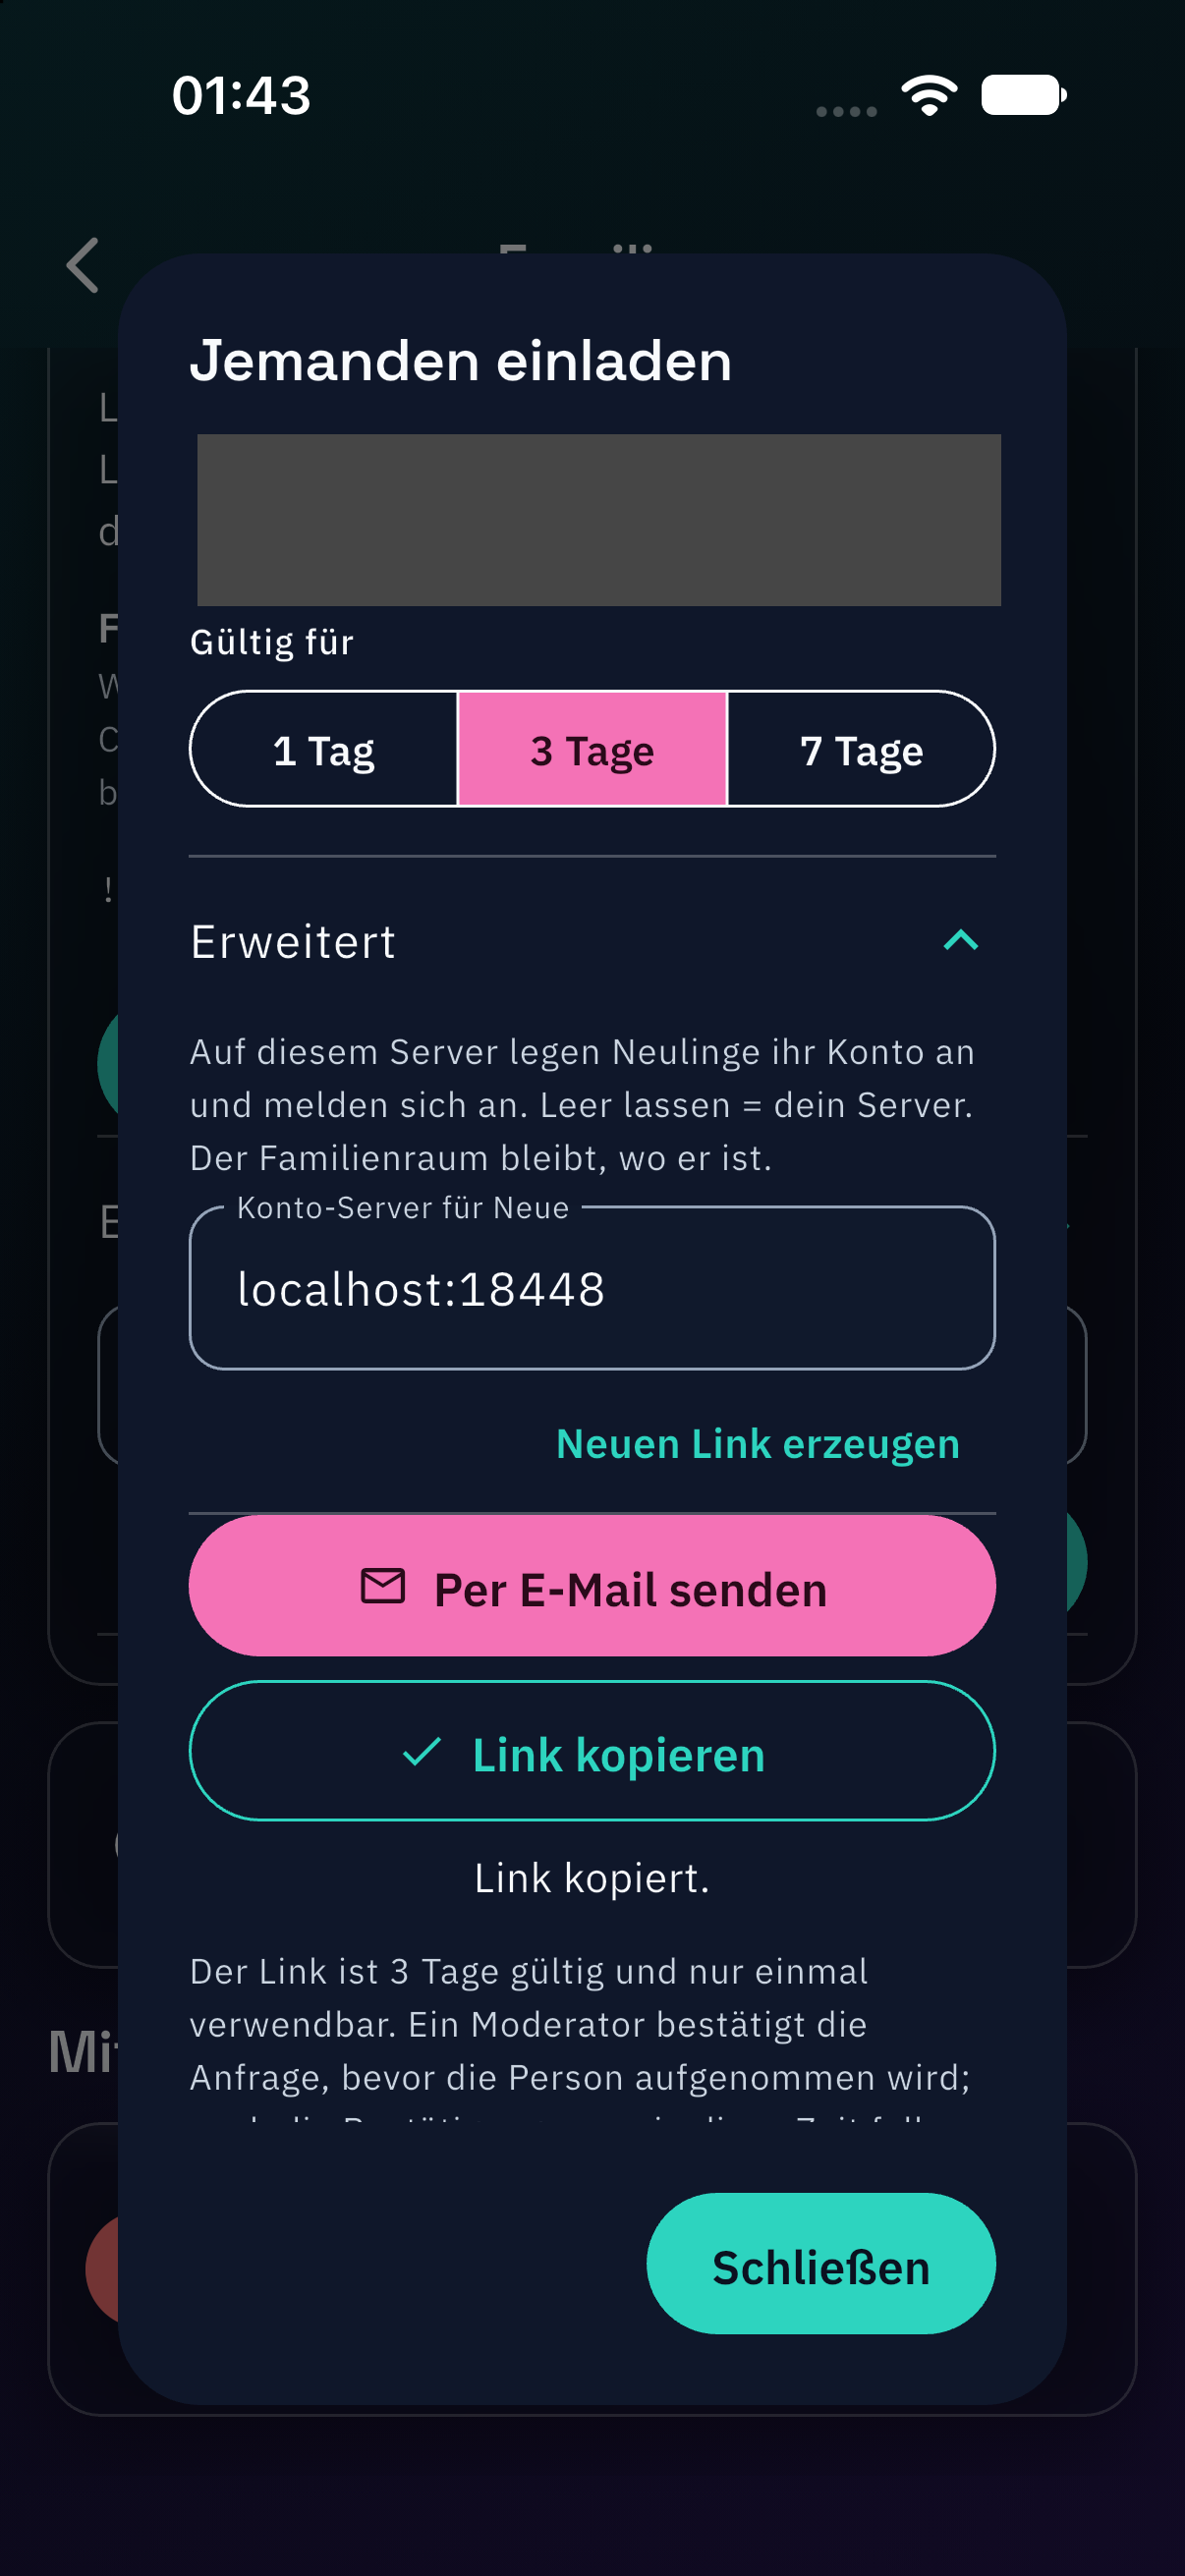 01:43
Jemanden einladen
Gültig für
1 Tag
3 Tage
7 Tage
Erweitert
Auf diesem Server legen Neulinge ihr Konto an
und melden sich an. Leer lassen = dein Server.
Der Familienraum bleibt, wo er ist.
Konto-Server für Neue
localhost:18448
Neuen Link erzeugen
Per E-Mail senden
Link kopieren
Link kopiert.
Der Link ist 3 Tage gültig und nur einmal
verwendbar. Ein Moderator bestätigt die
Anfrage, bevor die Person aufgenommen wird;
Schließen